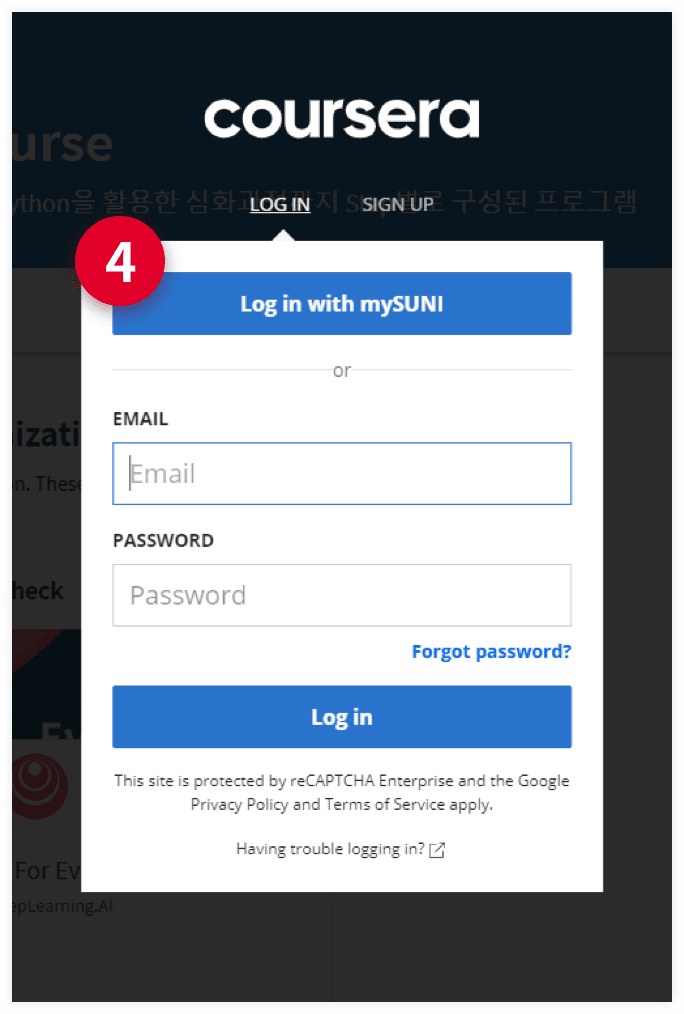 coursera
urse
ython을 활용한 심화과정까지 Step별로 구성된 프로그램
LOG IN SIGN UP
4
Log in with mySUNI
or
EMAIL
Email
PASSWORD
Password
Forgot password?
Log in
This site is protected by reCAPTCHA Enterprise and the Google
Privacy Policy and Terms of Service apply.
Having trouble logging in?
izati
n. These
heck
Ev
For Ev
epLearning.AI